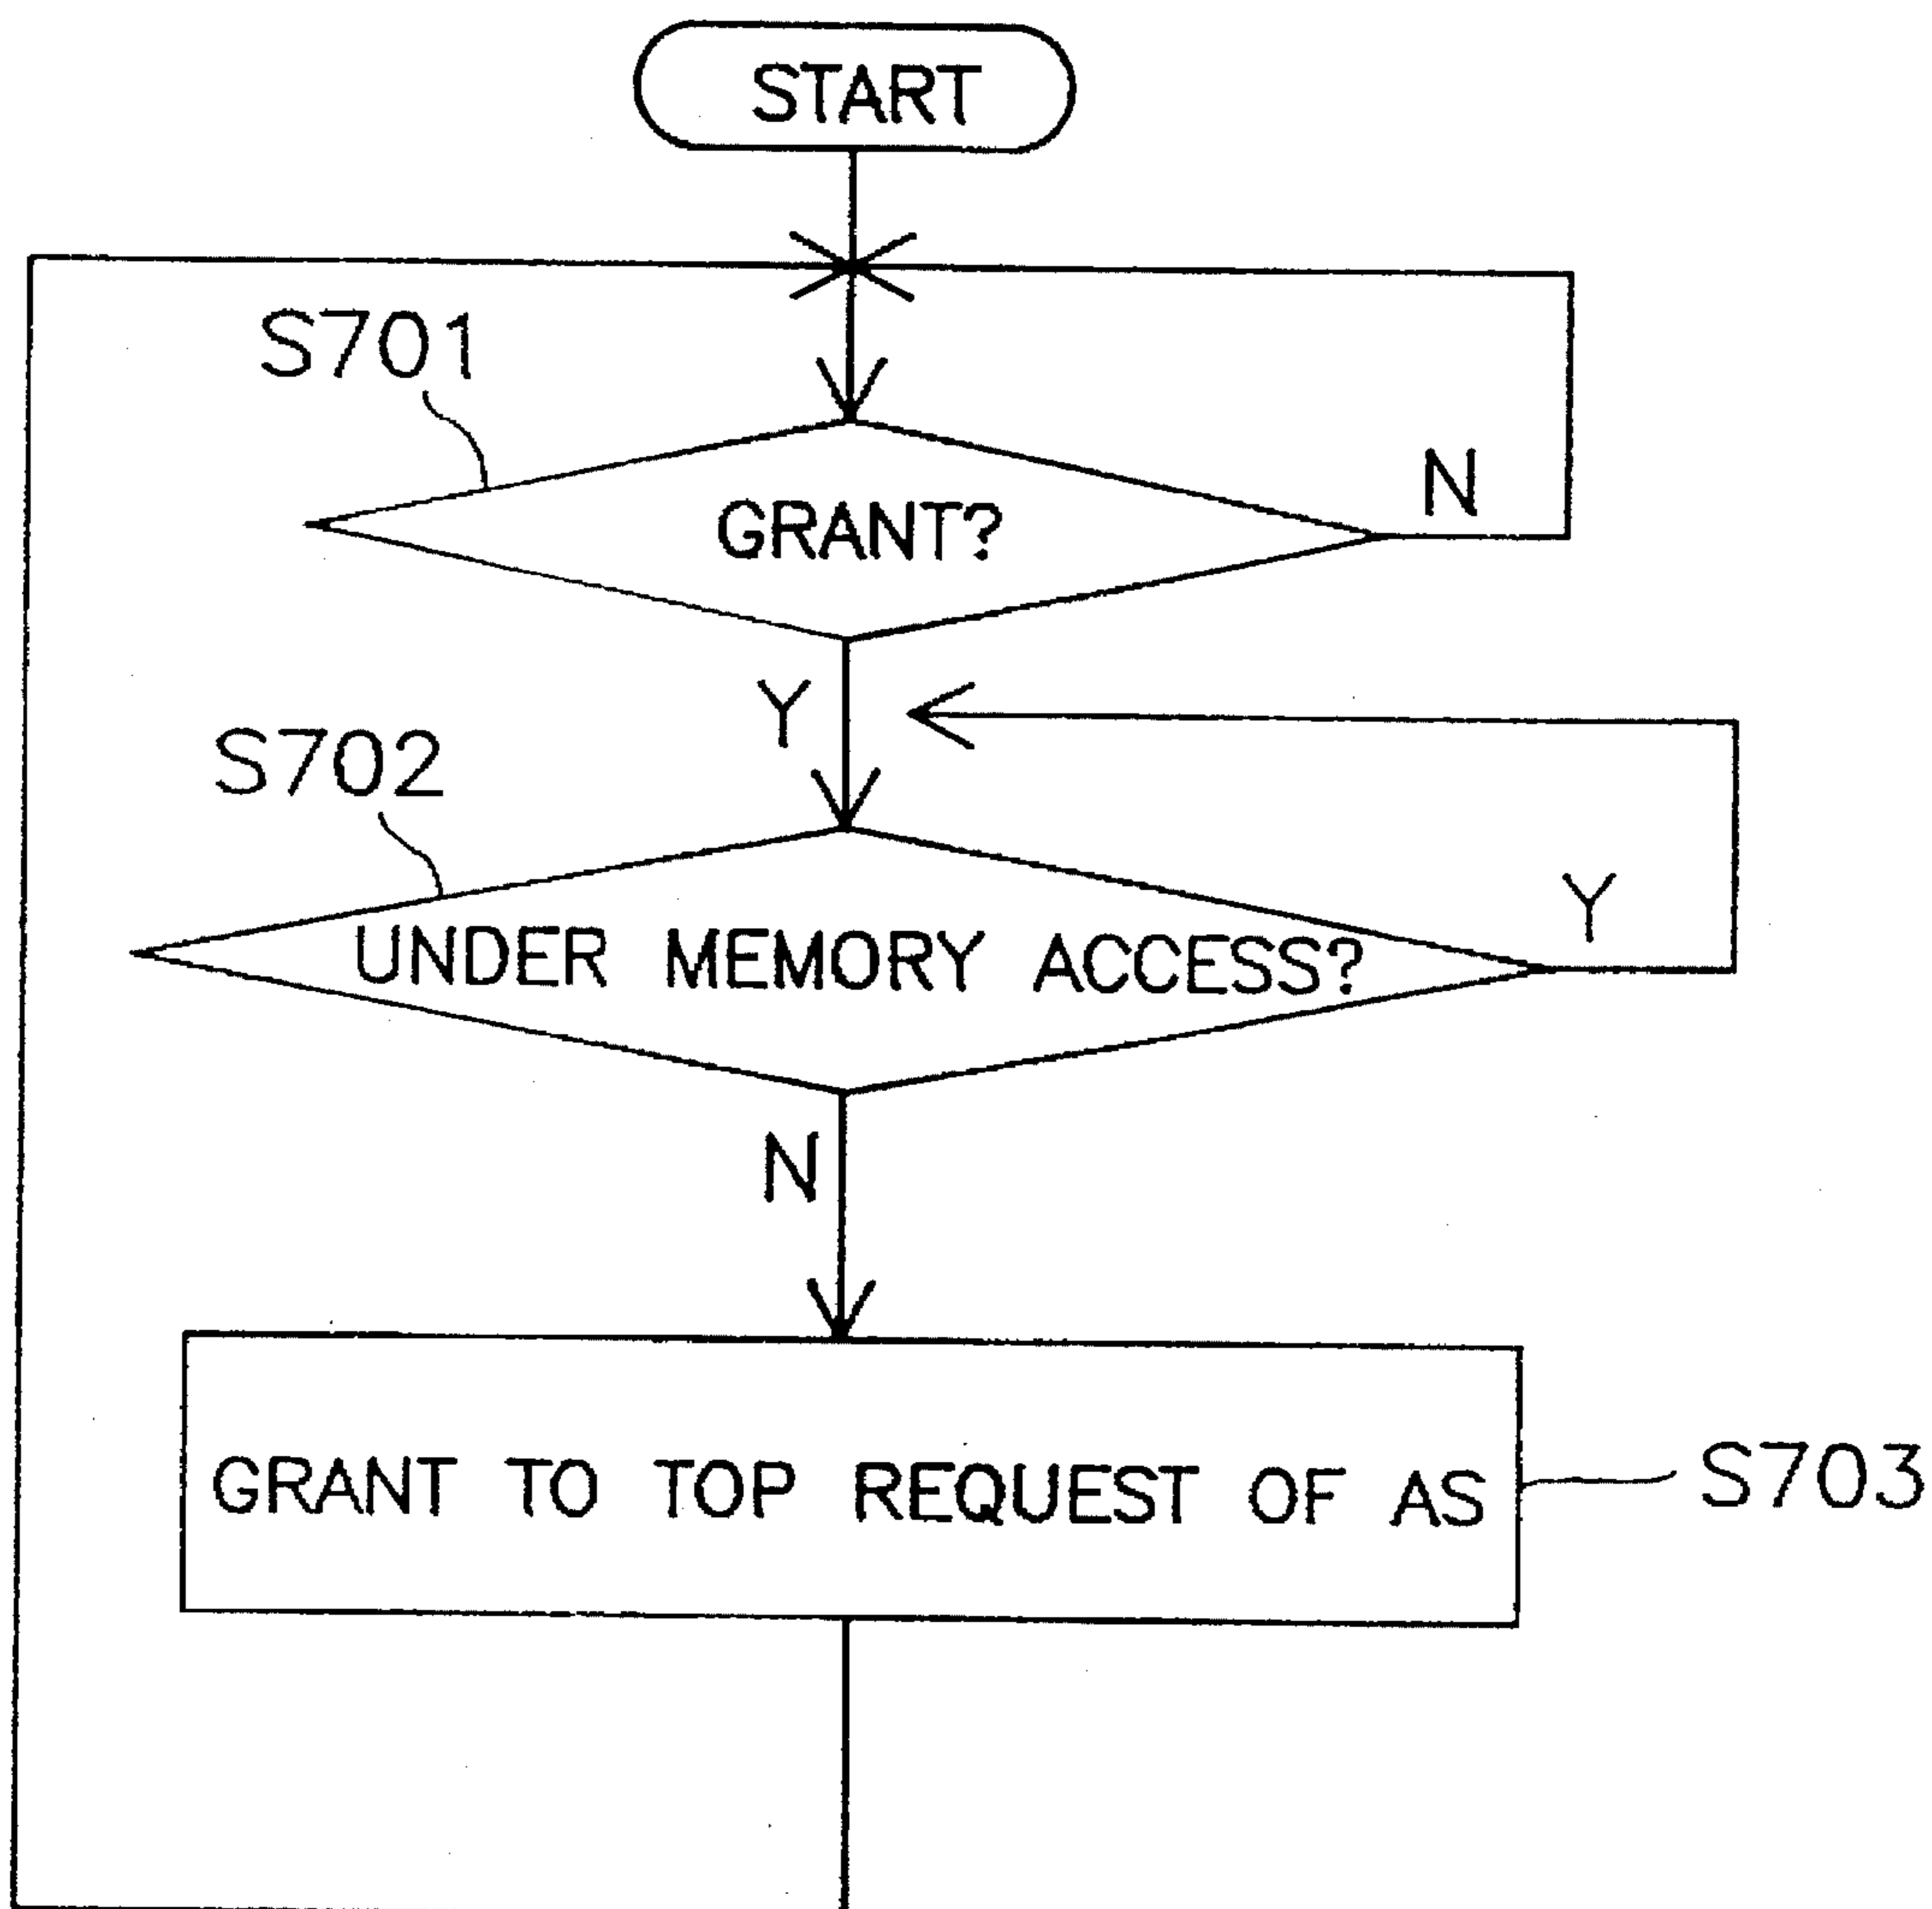 START
S701
GRANT?
N
Y
S702
UNDER MEMORY ACCESS?
Y
N
GRANT TO TOP REQUEST OF AS
S703